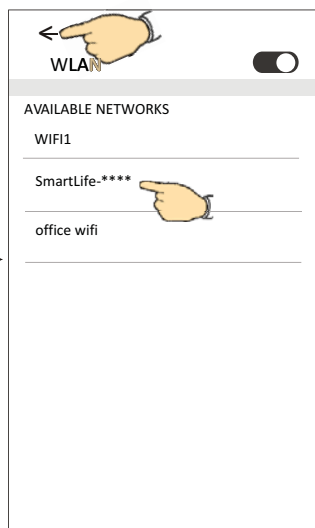 WLAN
AVAILABLE NETWORKS
WIFI1
SmartLife-****
office wifi